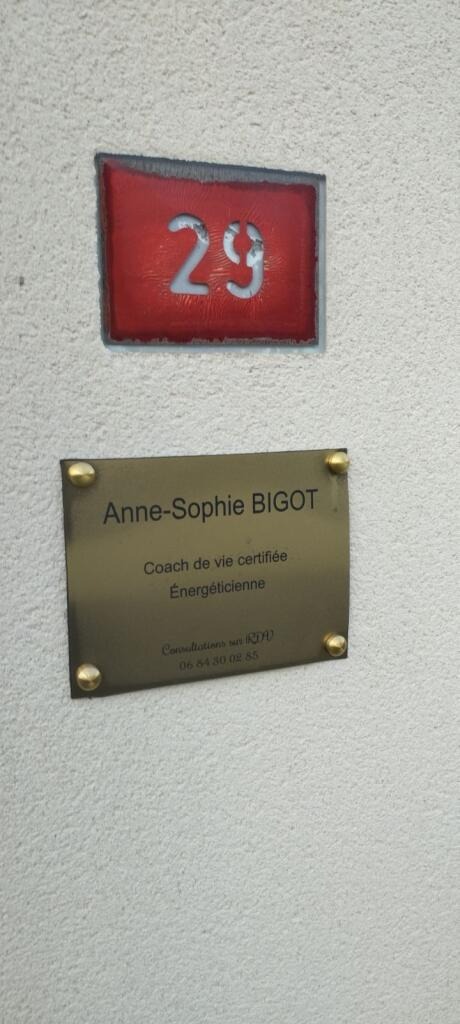 29
Anne-Sophie BIGOT
Coach de vie certifiée
Énergéticienne
Consultations sur RDV
06 84 30 02 85